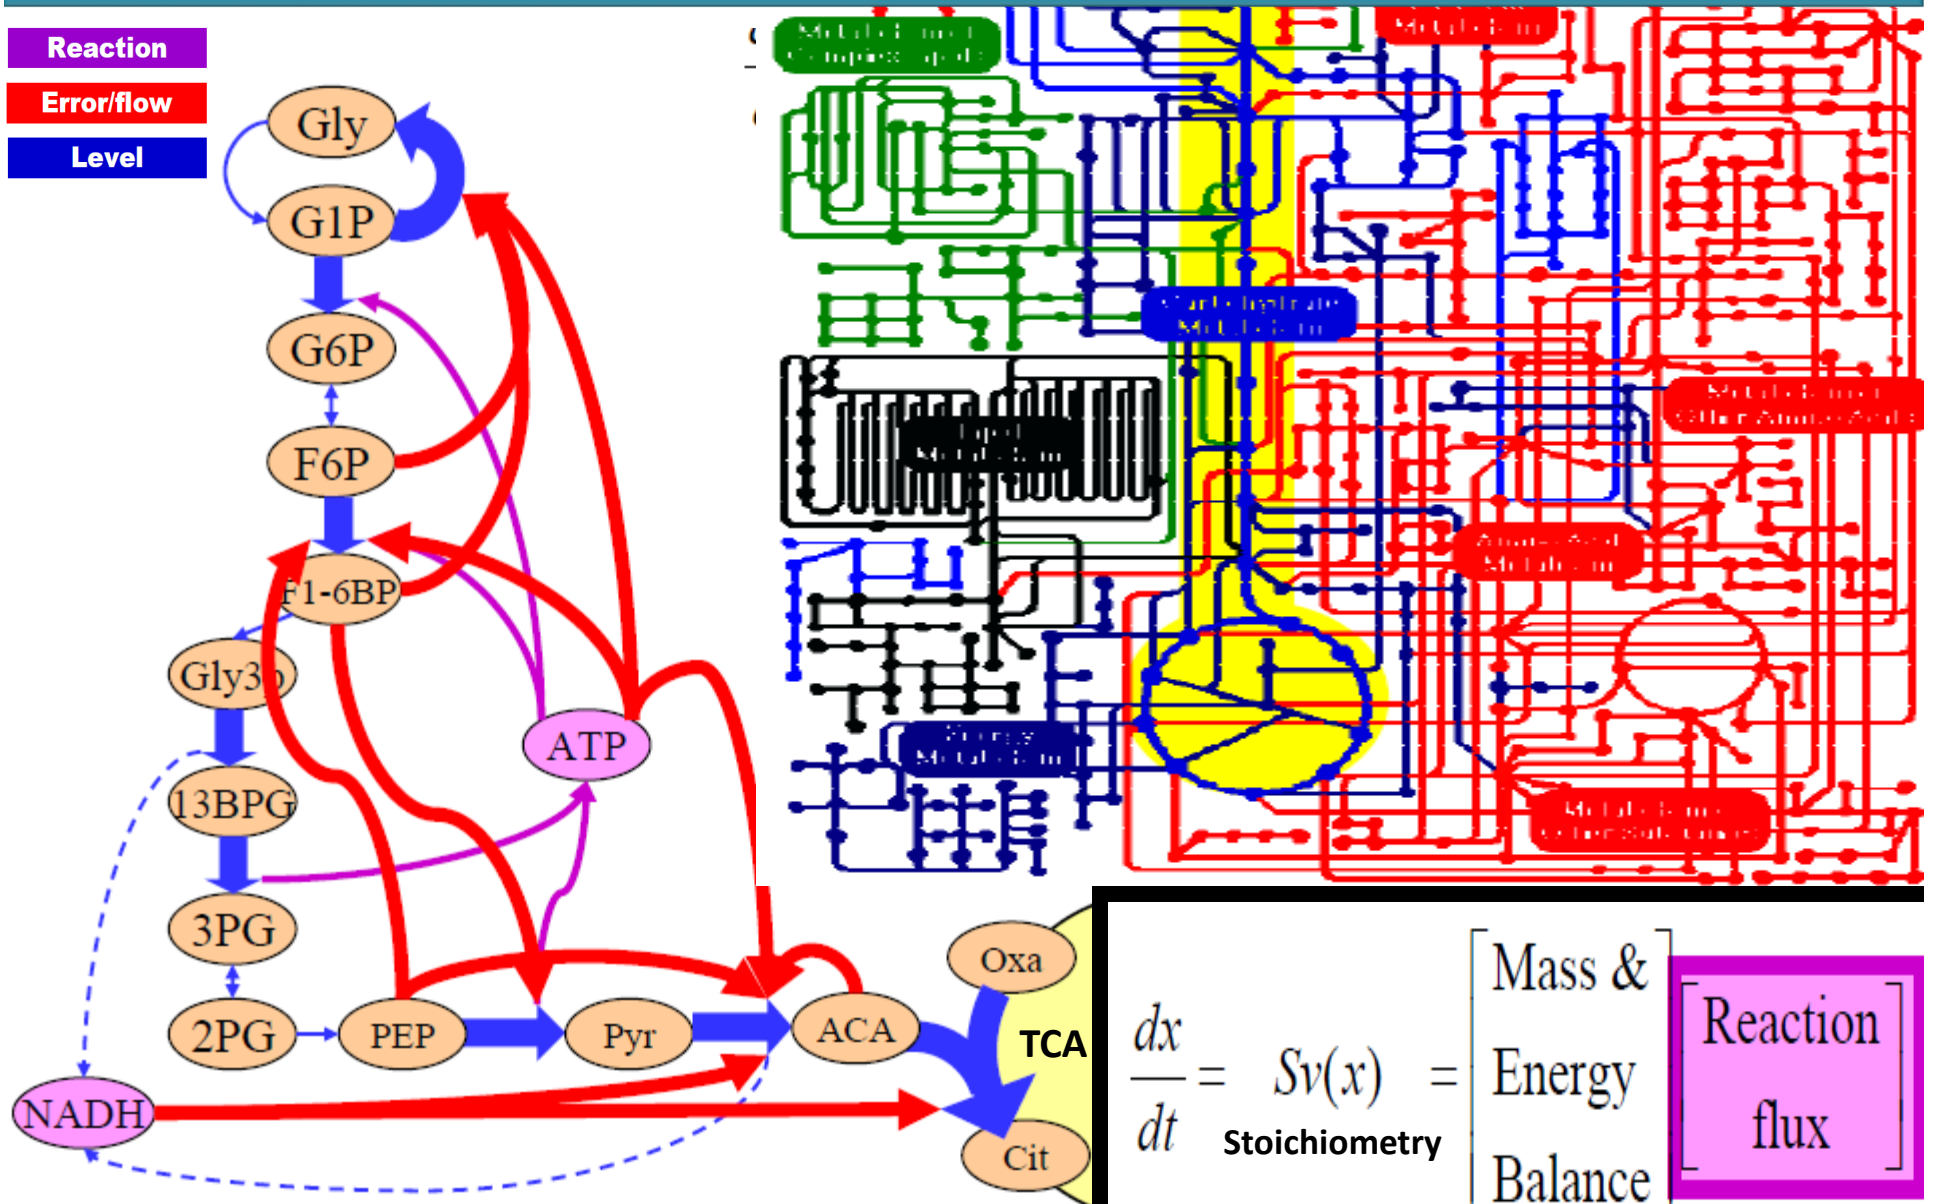 Reaction
Error/flow
Level
Gly
G1P
G6P
F6P
F1-6BP
Gly3p
ATP
13BPG
3PG
2PG
PEP
Pyr
ACA
Oxa
TCA
NADH
Cit
dx
dt
= Sv(x) =
Stoichiometry
Mass &
Energy
Balance
Reaction
flux